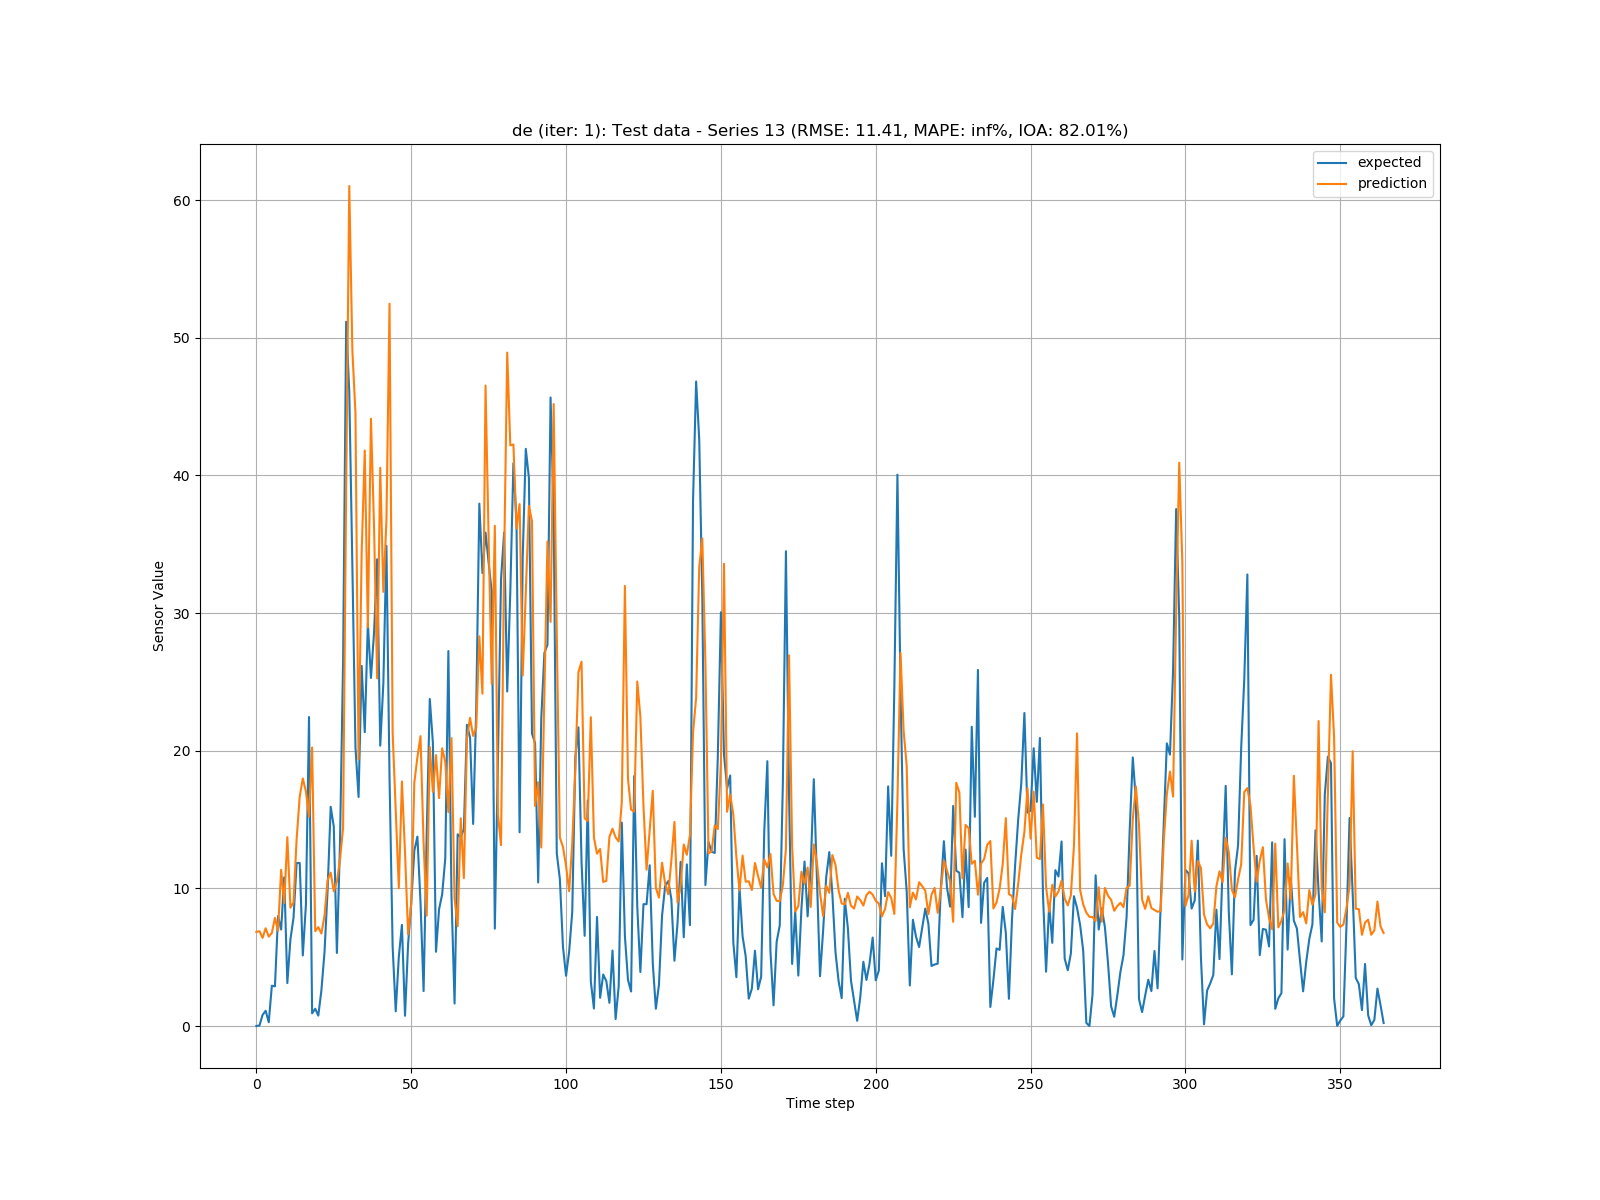 de (iter: 1): Test data - Series 13 (RMSE: 11.41, MAPE: inf%, IOA: 82.01%)
expected
prediction
60
50
40
30
20
10
0
Sensor Value
0 50 100 150 200 250 300 350
Time step